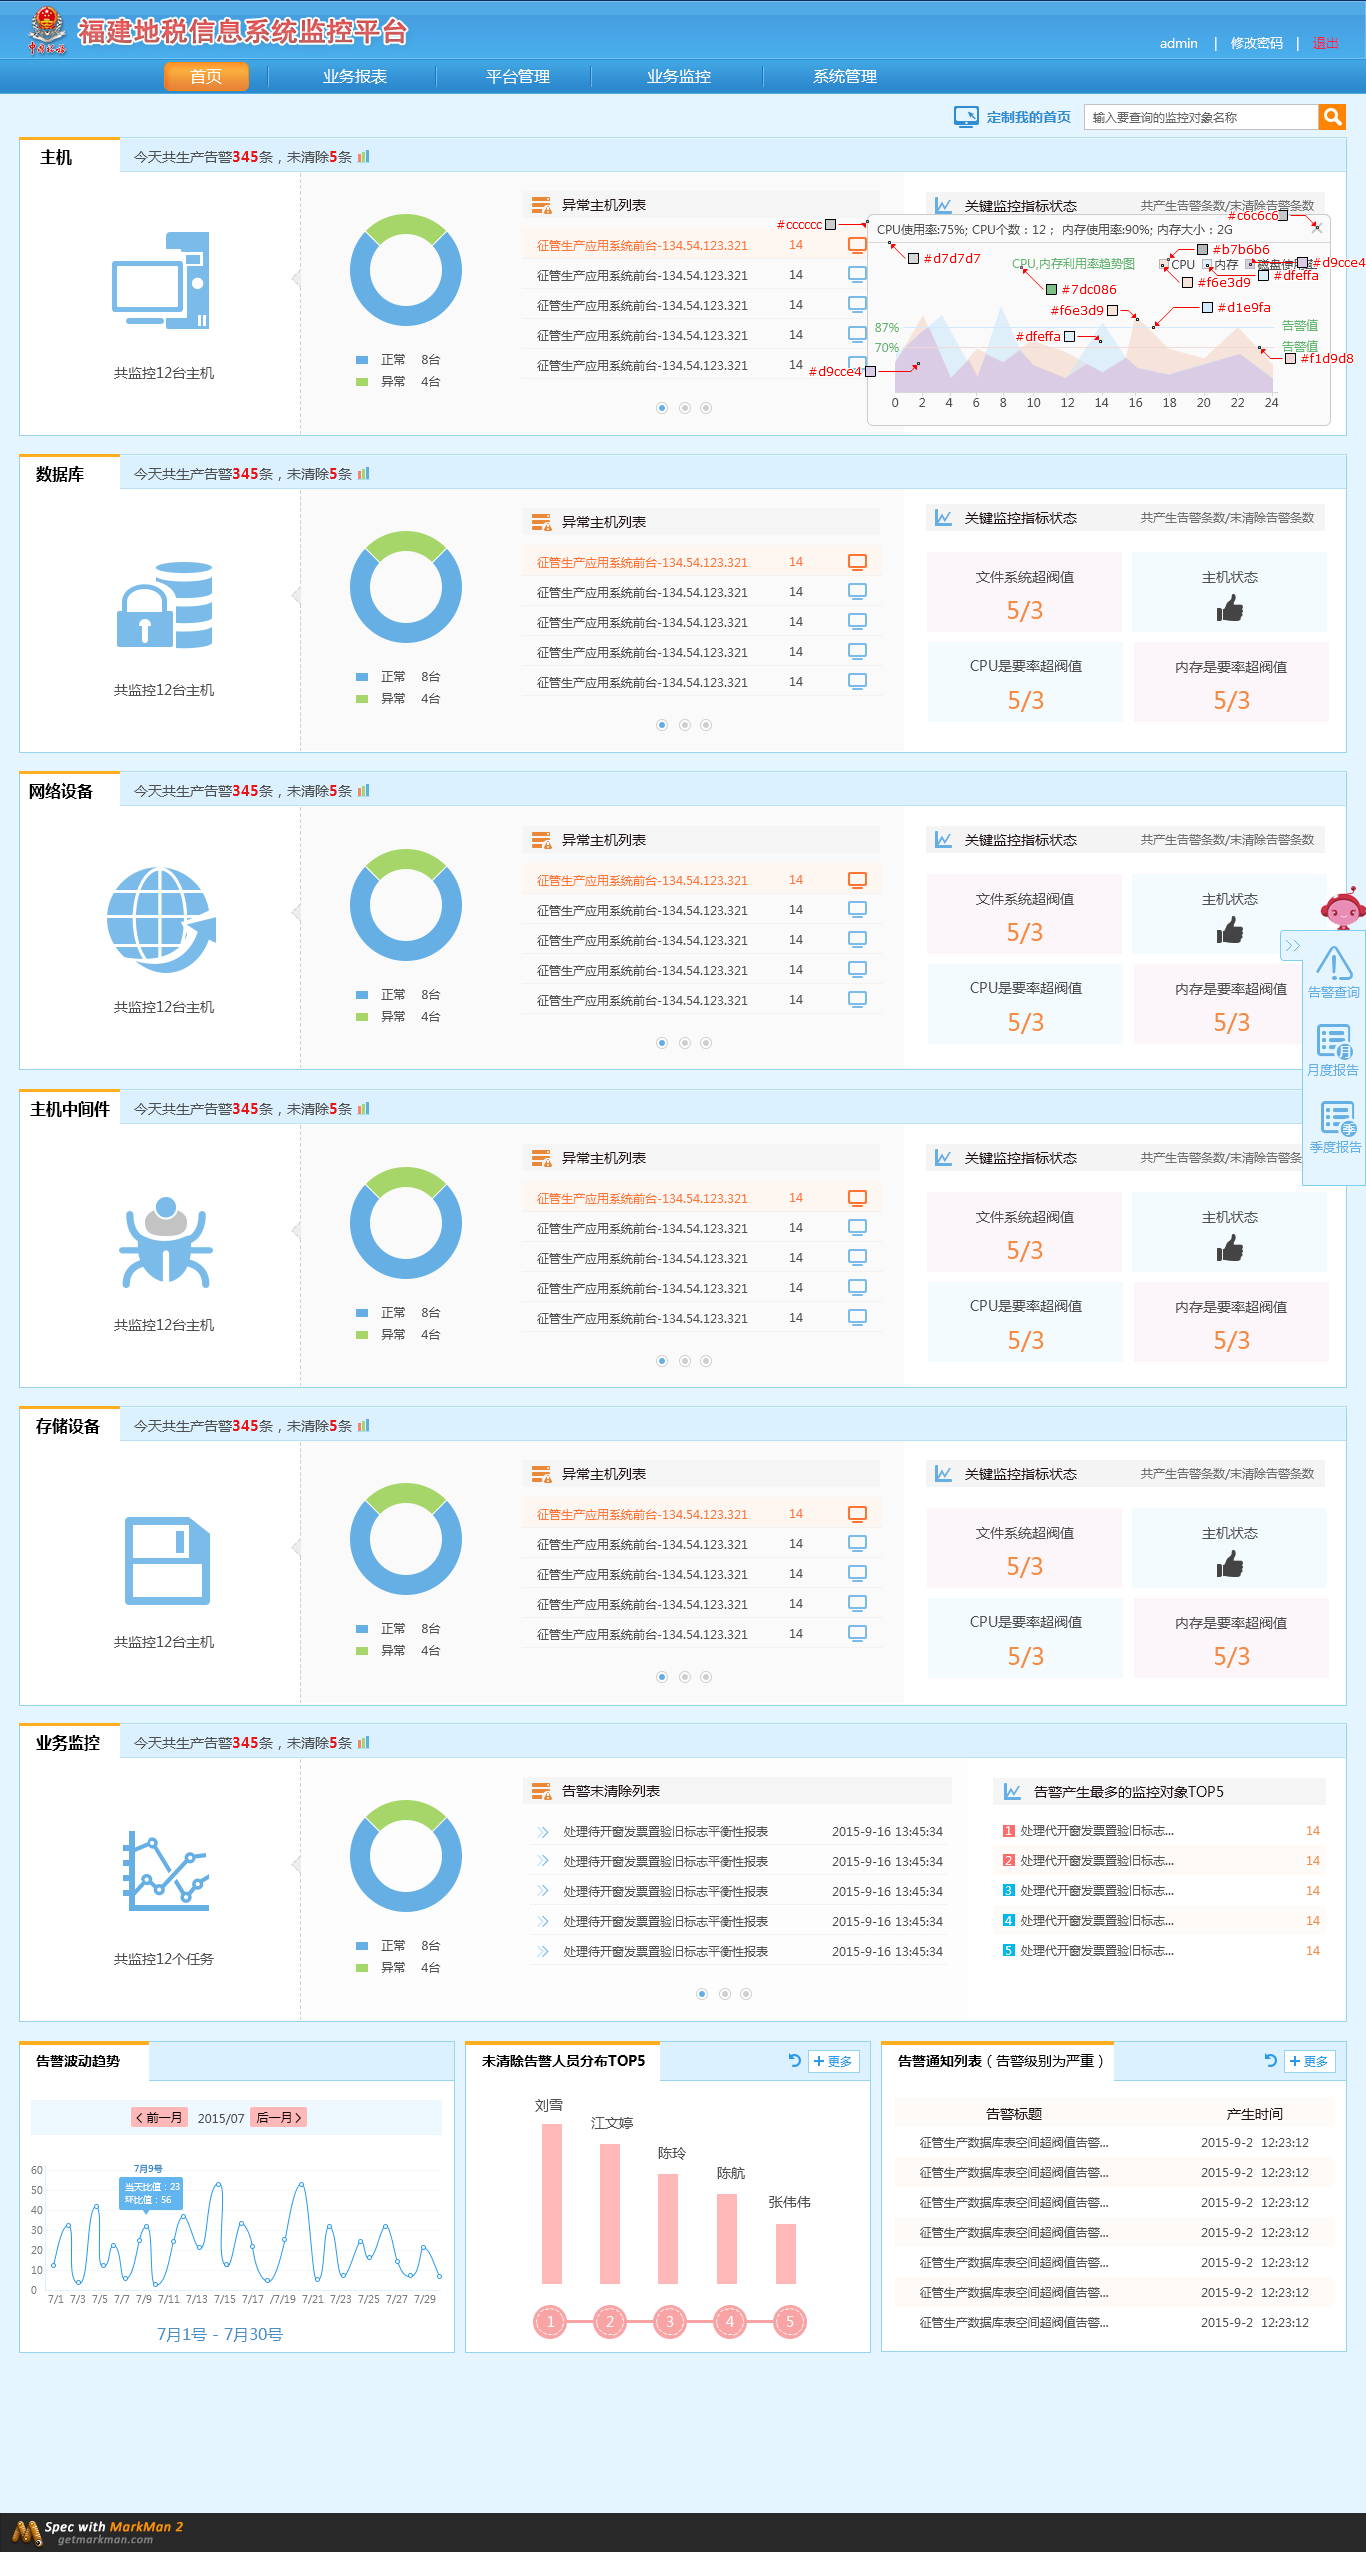 福建地税信息系统监控平台
admin | 修改密码 | 退出
首页 业务报表 平台管理 业务监控 系统管理
定制我的首页 输入要查询的监控对象名称
主机 今天共生产告警345条，未清除5条
共监控12台主机
正常 8台
异常 4台
异常主机列表
征管生产应用系统前台-134.54.123.321 14
征管生产应用系统前台-134.54.123.321 14
征管生产应用系统前台-134.54.123.321 14
征管生产应用系统前台-134.54.123.321 14
征管生产应用系统前台-134.54.123.321 14
关键监控指标状态 共产生告警条数/未清除告警条数
#cccccc #c6c6c6
CPU使用率:75%; CPU个数：12； 内存使用率:90%; 内存大小：2G
#d7d7d7 #b7b6b6
CPU,内存利用率趋势图 CPU 内存 #d9cce4
#7dc086 #f6e3d9 #dfeffa
#f6e3d9 #d1e9fa
#dfeffa
87% 告警值
70% 告警值
#d9cce4 #f1d9d8
0 2 4 6 8 10 12 14 16 18 20 22 24
数据库 今天共生产告警345条，未清除5条
共监控12台主机
正常 8台
异常 4台
异常主机列表
征管生产应用系统前台-134.54.123.321 14
征管生产应用系统前台-134.54.123.321 14
征管生产应用系统前台-134.54.123.321 14
征管生产应用系统前台-134.54.123.321 14
征管生产应用系统前台-134.54.123.321 14
关键监控指标状态 共产生告警条数/未清除告警条数
文件系统超阀值 主机状态
5/3
CPU是要率超阀值 内存是要率超阀值
5/3 5/3
网络设备 今天共生产告警345条，未清除5条
共监控12台主机
正常 8台
异常 4台
异常主机列表
征管生产应用系统前台-134.54.123.321 14
征管生产应用系统前台-134.54.123.321 14
征管生产应用系统前台-134.54.123.321 14
征管生产应用系统前台-134.54.123.321 14
征管生产应用系统前台-134.54.123.321 14
关键监控指标状态 共产生告警条数/未清除告警条数
文件系统超阀值 主机状态
5/3
CPU是要率超阀值 内存是要率超阀值
5/3 5/3
告警查询
月
月度报告
季
季度报告
主机中间件 今天共生产告警345条，未清除5条
共监控12台主机
正常 8台
异常 4台
异常主机列表
征管生产应用系统前台-134.54.123.321 14
征管生产应用系统前台-134.54.123.321 14
征管生产应用系统前台-134.54.123.321 14
征管生产应用系统前台-134.54.123.321 14
征管生产应用系统前台-134.54.123.321 14
关键监控指标状态 共产生告警条数/未清除告警条
文件系统超阀值 主机状态
5/3
CPU是要率超阀值 内存是要率超阀值
5/3 5/3
存储设备 今天共生产告警345条，未清除5条
共监控12台主机
正常 8台
异常 4台
异常主机列表
征管生产应用系统前台-134.54.123.321 14
征管生产应用系统前台-134.54.123.321 14
征管生产应用系统前台-134.54.123.321 14
征管生产应用系统前台-134.54.123.321 14
征管生产应用系统前台-134.54.123.321 14
关键监控指标状态 共产生告警条数/未清除告警条数
文件系统超阀值 主机状态
5/3
CPU是要率超阀值 内存是要率超阀值
5/3 5/3
业务监控 今天共生产告警345条，未清除5条
共监控12个任务
正常 8台
异常 4台
告警末清除列表
处理待开窗发票置验旧标志平衡性报表 2015-9-16 13:45:34
处理待开窗发票置验旧标志平衡性报表 2015-9-16 13:45:34
处理待开窗发票置验旧标志平衡性报表 2015-9-16 13:45:34
处理待开窗发票置验旧标志平衡性报表 2015-9-16 13:45:34
处理待开窗发票置验旧标志平衡性报表 2015-9-16 13:45:34
告警产生最多的监控对象TOP5
1 处理代开窗发票置验旧标志... 14
2 处理代开窗发票置验旧标志... 14
3 处理代开窗发票置验旧标志... 14
4 处理代开窗发票置验旧标志... 14
5 处理代开窗发票置验旧标志... 14
告警波动趋势
前一月 2015/07 后一月
7月9号
当天比值：23
环比值：56
60
50
40
30
20
10
0
7/1 7/3 7/5 7/7 7/9 7/11 7/13 7/15 7/17 /7/19 7/21 7/23 7/25 7/27 7/29
7月1号 - 7月30号
未清除告警人员分布TOP5 更多
刘雪
江文婷
陈玲
陈航
张伟伟
1 2 3 4 5
告警通知列表（告警级别为严重） 更多
告警标题 产生时间
征管生产数据库表空间超阀值告警... 2015-9-2 12:23:12
征管生产数据库表空间超阀值告警... 2015-9-2 12:23:12
征管生产数据库表空间超阀值告警... 2015-9-2 12:23:12
征管生产数据库表空间超阀值告警... 2015-9-2 12:23:12
征管生产数据库表空间超阀值告警... 2015-9-2 12:23:12
征管生产数据库表空间超阀值告警... 2015-9-2 12:23:12
征管生产数据库表空间超阀值告警... 2015-9-2 12:23:12
Spec with MarkMan 2
getmarkman.com